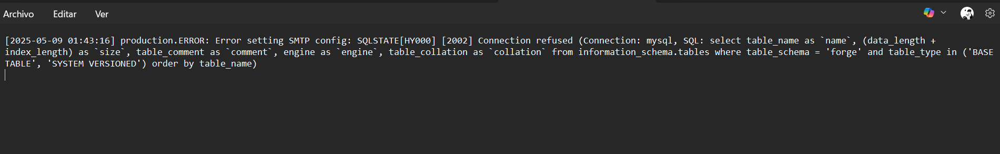 Archivo Editar Ver
[2025-05-09 01:43:16] production.ERROR: Error setting SMTP config: SQLSTATE[HY000] [2002] Connection refused (Connection: mysql, SQL: select table_name as `name`, (data_length +
index_length) as `size`, table_comment as `comment`, engine as `engine`, table_collation as `collation` from information_schema.tables where table_schema = 'forge' and table_type in ('BASE
TABLE', 'SYSTEM VERSIONED') order by table_name)